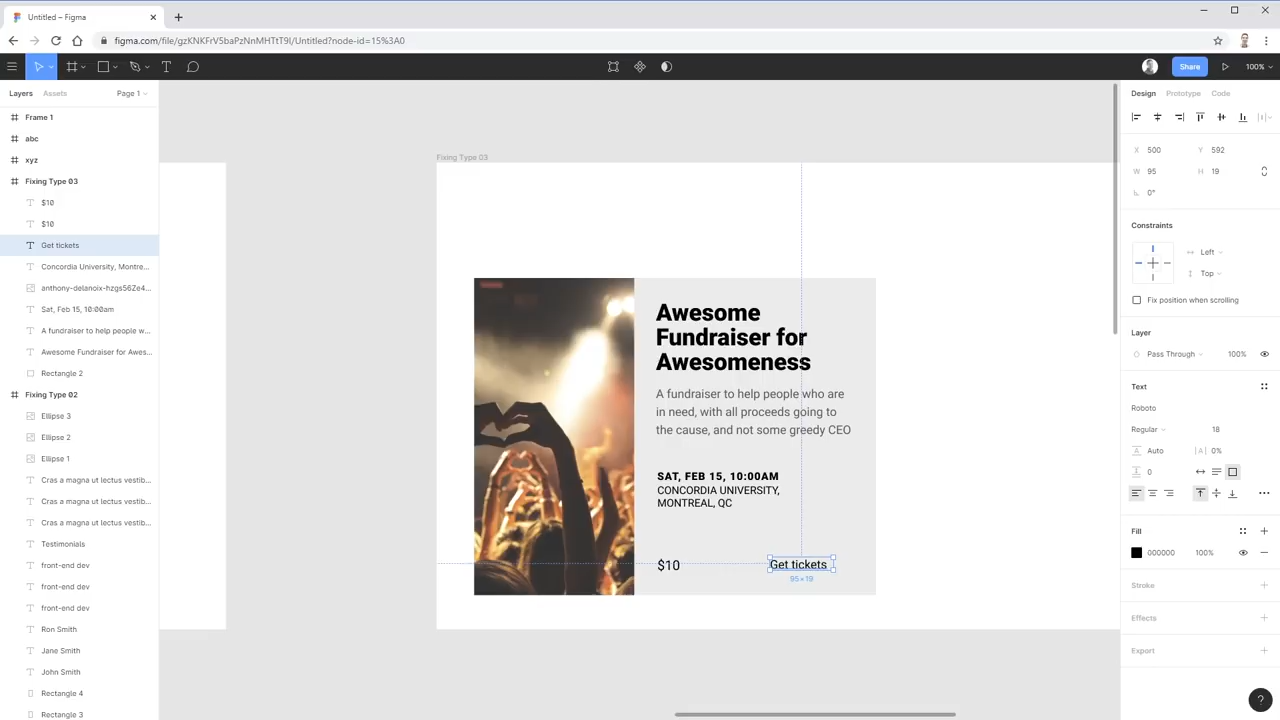 Untitled – Figma
figma.com/file/gzKNKFrV5baPzNnMHTtT9I/Untitled?node-id=15%3A0
Share
100%
Layers
Assets
Page 1
Frame 1
abc
xyz
Fixing Type 03
$10
$10
Get tickets
Concordia University, Montre...
anthony-delanoix-hzgs56Ze4...
Sat, Feb 15, 10:00am
A fundraiser to help people w...
Awesome Fundraiser for Awes...
Rectangle 2
Fixing Type 02
Ellipse 3
Ellipse 2
Ellipse 1
Cras a magna ut lectus vestib...
Cras a magna ut lectus vestib...
Cras a magna ut lectus vestib...
Testimonials
front-end dev
front-end dev
front-end dev
Ron Smith
Jane Smith
John Smith
Rectangle 4
Rectangle 3
Fixing Type 03
Awesome
Fundraiser for
Awesomeness
A fundraiser to help people who are
in need, with all proceeds going to
the cause, and not some greedy CEO
SAT, FEB 15, 10:00AM
CONCORDIA UNIVERSITY,
MONTREAL, QC
$10
Get tickets
95 × 19
Design
Prototype
Code
X 500 Y 592
W 95 H 19
0°
Constraints
Left
Top
Fix position when scrolling
Layer
Pass Through 100%
Text
Roboto
Regular 18
Auto |A| 0%
0
Fill
000000 100%
Stroke
Effects
Export
?